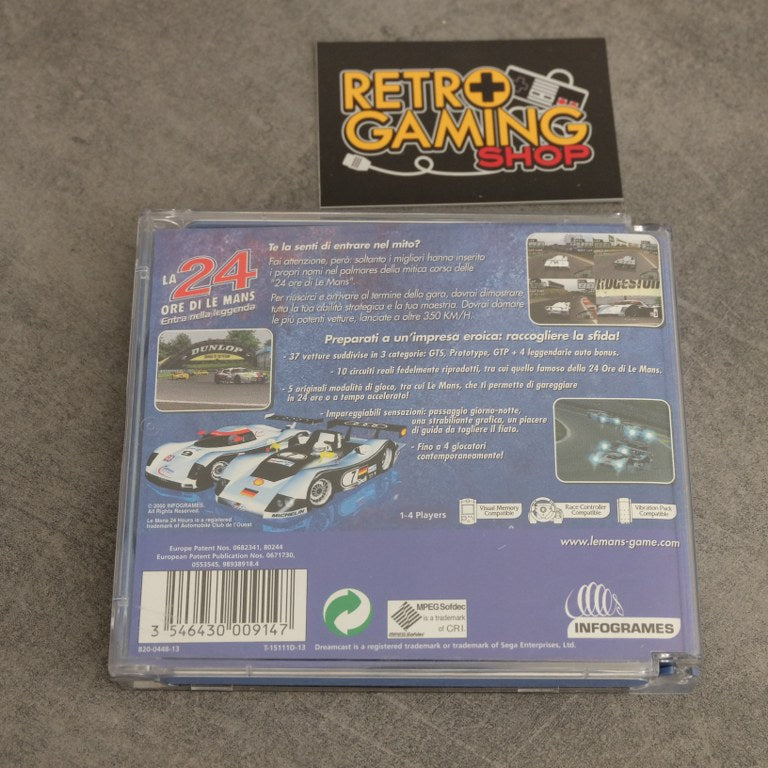 RETRO
GAMING
SHOP
LA 24
ORE DI LE MANS
Entra nella leggenda
Te la senti di entrare nel mito?
Fai attenzione, però: soltanto i migliori hanno inserito
i propri nomi nel palmares della mitica corsa delle
"24 ore di Le Mans".
Per riuscirci e arrivare al termine della gara, dovrai dimostrare
tutta la tua abilità strategica e la tua maestria. Dovrai domare
le più potenti vetture, lanciate a oltre 350 KM/H.
Preparati a un'impresa eroica: raccogliere la sfida!
- 37 vetture suddivise in 3 categorie: GTS, Prototype, GTP + 4 leggendarie auto bonus.
- 10 circuiti reali fedelmente riprodotti, tra cui quello famoso della 24 Ore di Le Mans.
- 5 originali modalità di gioco, tra cui Le Mans, che ti permette di gareggiare
in 24 ore o a tempo accelerato!
- Impareggiabili sensazioni: passaggio giorno-notte,
una strabiliante grafica, un piacere
di guida da togliere il fiato.
- Fino a 4 giocatori
contemporaneamente!
DUNLOP
7
MICHELIN
© 2000 INFOGRAMES.
All Rights Reserved.
Le Mans 24 Hours is a registered
trademark of Automobile Club de l'Ouest
1-4 Players
Visual Memory
Compatible
Race Controller
Compatible
Vibration Pack
Compatible
www.lemans-game.com
Europe Patent Nos. 0682341, 80244
European Patent Publication Nos. 0671730,
0553545, 98938918.4
3 546430 009147
820-0448-13
T-15111D-13
MPEG Sofdec
MPEG Sofdec
is a trademark
of CRI.
INFOGRAMES
Dreamcast is a registered trademark or trademark of Sega Enterprises, Ltd.